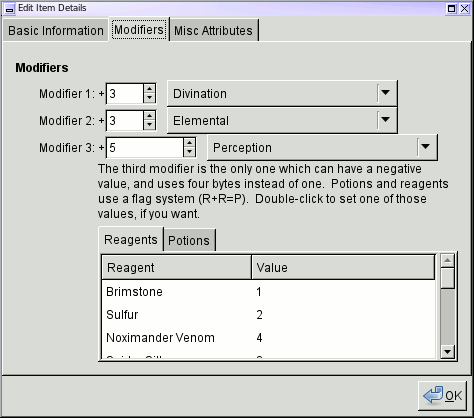 Edit Item Details
Basic Information Modifiers Misc Attributes
Modifiers
Modifier 1: + 3 Divination
Modifier 2: + 3 Elemental
Modifier 3: + 5 Perception
The third modifier is the only one which can have a negative
value, and uses four bytes instead of one. Potions and reagents
use a flag system (R+R=P). Double-click to set one of those
values, if you want.
Reagents Potions
Reagent Value
Brimstone 1
Sulfur 2
Noximander Venom 4
OK